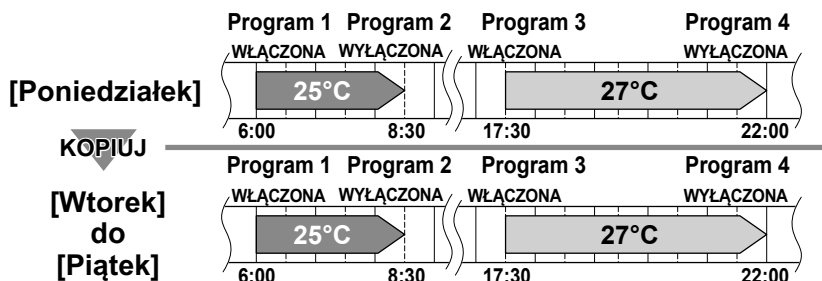 Program 1 Program 2 Program 3 Program 4
WŁĄCZONA WYŁĄCZONA WŁĄCZONA WYŁĄCZONA
[Poniedziałek] 25°C 27°C
6:00 8:30 17:30 22:00
KOPIUJ
Program 1 Program 2 Program 3 Program 4
WŁĄCZONA WYŁĄCZONA WŁĄCZONA WYŁĄCZONA
[Wtorek]
do 25°C 27°C
[Piątek]
6:00 8:30 17:30 22:00